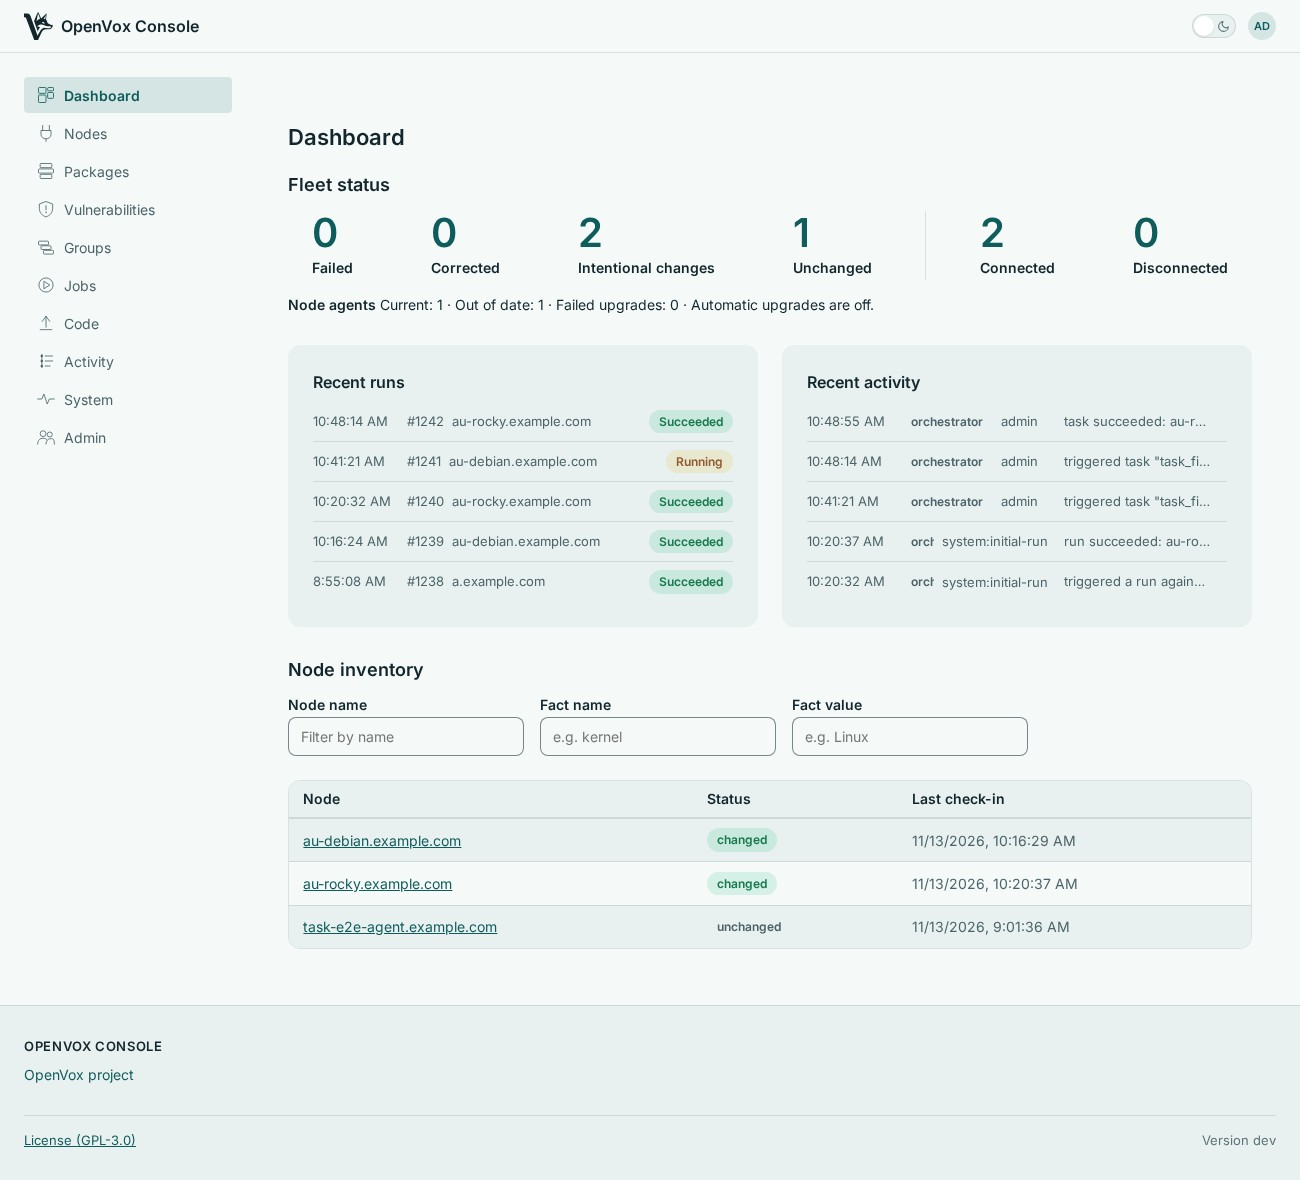 OpenVox Console
AD
Dashboard
Nodes
Packages
Vulnerabilities
Groups
Jobs
Code
Activity
System
Admin
Dashboard
Fleet status
0 0 2 1 2 0
Failed Corrected Intentional changes Unchanged Connected Disconnected
Node agents Current: 1 · Out of date: 1 · Failed upgrades: 0 · Automatic upgrades are off.
Recent runs
10:48:14 AM #1242 au-rocky.example.com Succeeded
10:41:21 AM #1241 au-debian.example.com Running
10:20:32 AM #1240 au-rocky.example.com Succeeded
10:16:24 AM #1239 au-debian.example.com Succeeded
8:55:08 AM #1238 a.example.com Succeeded
Recent activity
10:48:55 AM orchestrator admin task succeeded: au-r...
10:48:14 AM orchestrator admin triggered task "task_fi...
10:41:21 AM orchestrator admin triggered task "task_fi...
10:20:37 AM orch system:initial-run run succeeded: au-ro...
10:20:32 AM orch system:initial-run triggered a run again...
Node inventory
Node name Fact name Fact value
Filter by name e.g. kernel e.g. Linux
Node Status Last check-in
au-debian.example.com changed 11/13/2026, 10:16:29 AM
au-rocky.example.com changed 11/13/2026, 10:20:37 AM
task-e2e-agent.example.com unchanged 11/13/2026, 9:01:36 AM
OPENVOX CONSOLE
OpenVox project
License (GPL-3.0) Version dev